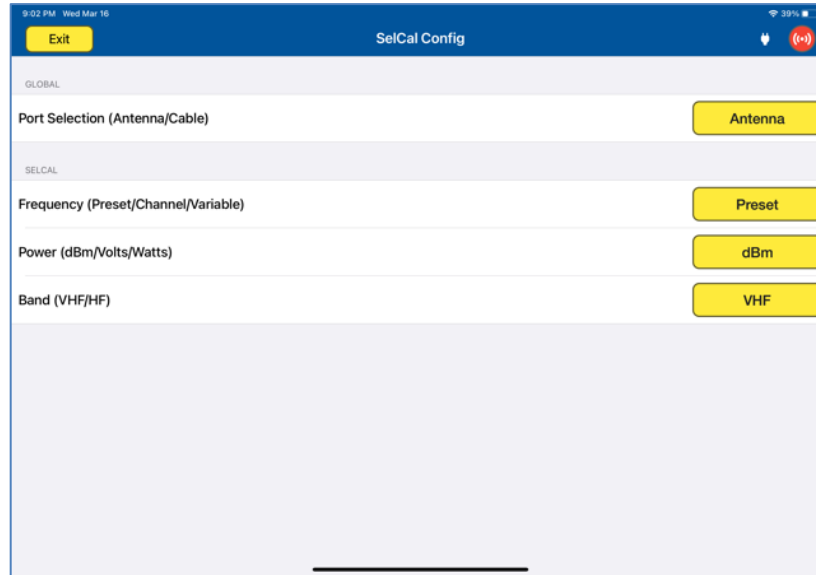 9:02 PM Wed Mar 16 39%
Exit SelCal Config
GLOBAL
Port Selection (Antenna/Cable) Antenna
SELCAL
Frequency (Preset/Channel/Variable) Preset
Power (dBm/Volts/Watts) dBm
Band (VHF/HF) VHF